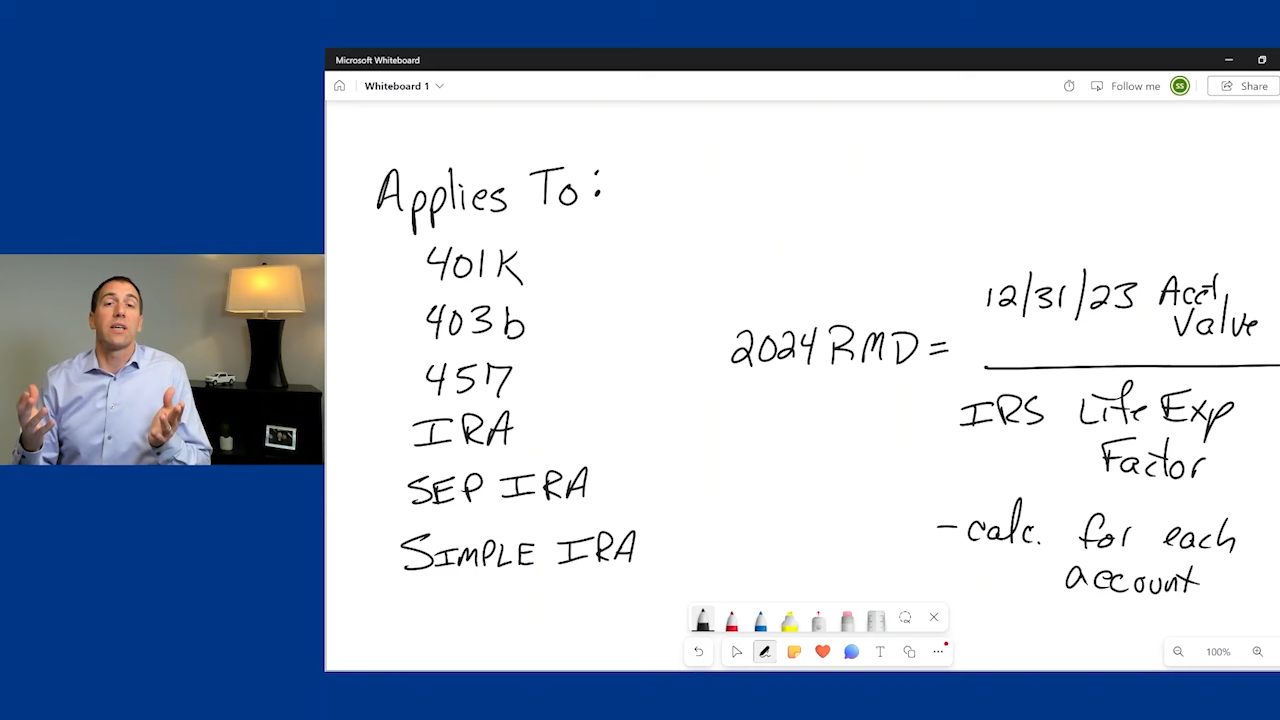 Microsoft Whiteboard
Whiteboard 1
Follow me
SS
Share
Applies To:
401K
403b
457
IRA
SEP IRA
SIMPLE IRA
2024 RMD =
12/31/23 Acct
Value
IRS Life Exp
Factor
- calc. for each
account
T
100%